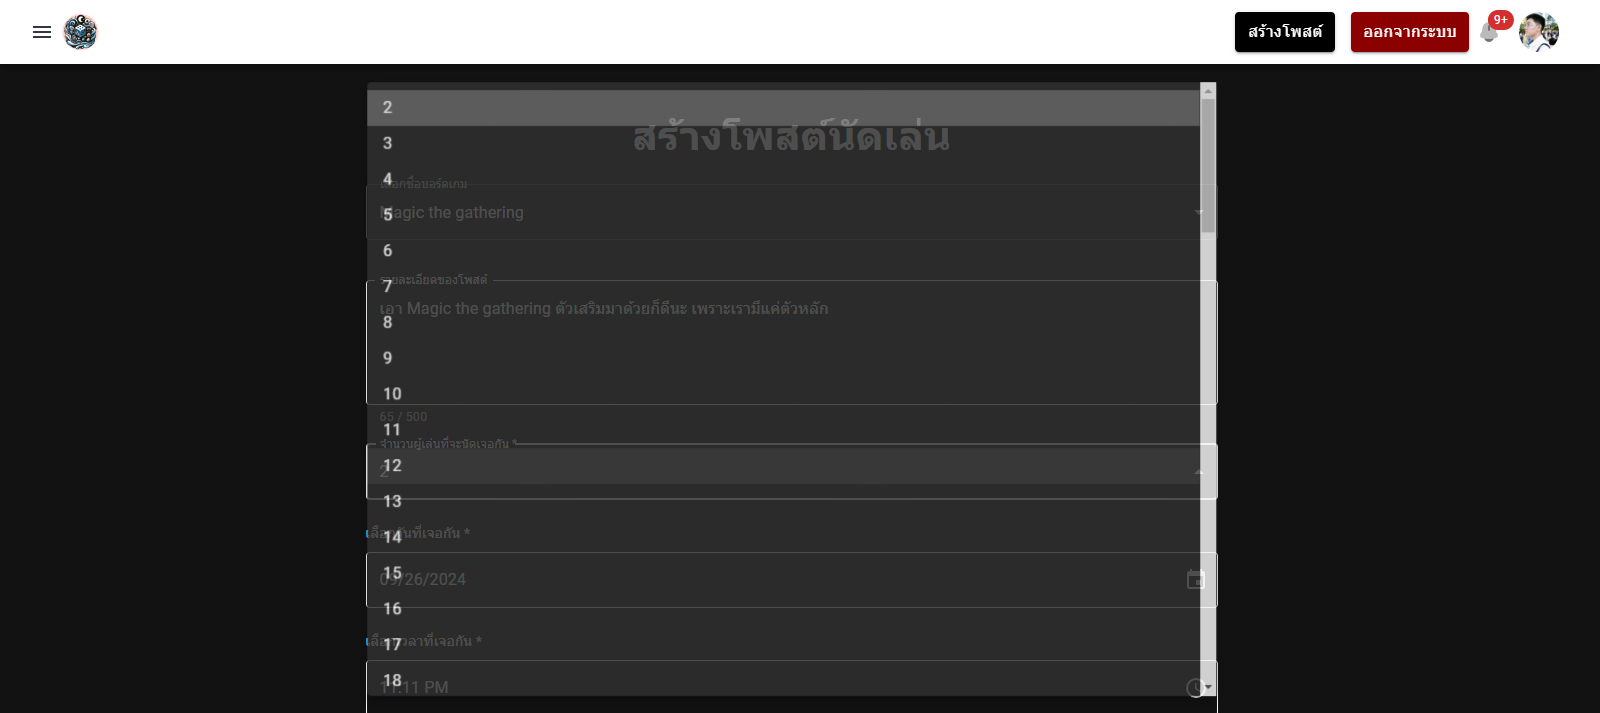 สร้างโพสต์
ออกจากระบบ
9+
สร้างโพสต์นัดเล่น
เลือกชื่อบอร์ดเกม
Magic the gathering
รายละเอียดของโพสต์
เอา Magic the gathering ตัวเสริมมาด้วยก็ดีนะ เพราะเรามีแค่ตัวหลัก
65 / 500
จำนวนผู้เล่นที่จะนัดเจอกัน *
2
เลือกวันที่เจอกัน *
09/26/2024
เลือกเวลาที่เจอกัน *
11:11 PM
2
3
4
5
6
7
8
9
10
11
12
13
14
15
16
17
18